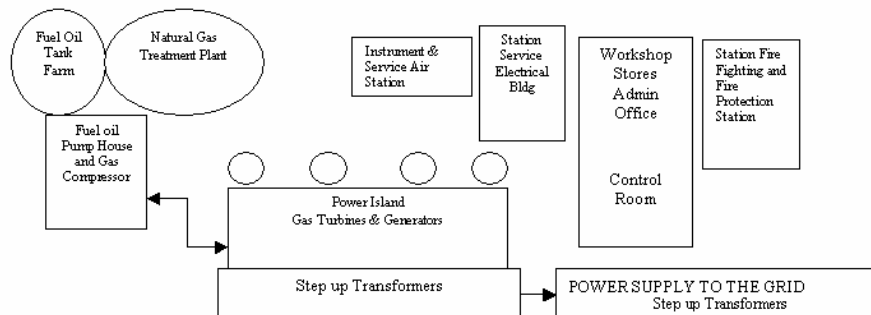 Fuel Oil
Tank
Farm
Natural Gas
Treatment Plant
Instrument &
Service Air
Station
Station
Service
Electrical
Bldg
Workshop
Stores
Admin
Office
Control
Room
Station Fire
Fighting and
Fire
Protection
Station
Fuel oil
Pump House
and Gas
Compressor
Power Island
Gas Turbines & Generators
Step up Transformers
POWER SUPPLY TO THE GRID
Step up Transformers